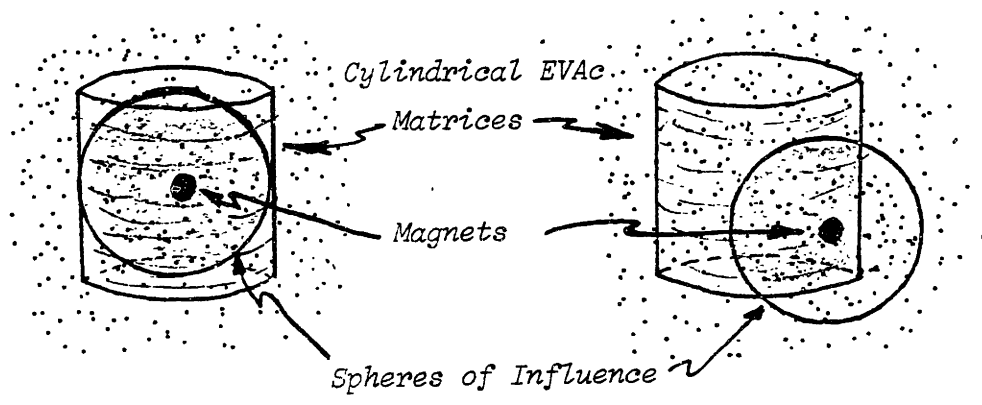 Cylindrical EVAc
Matrices
Magnets
Spheres of Influence